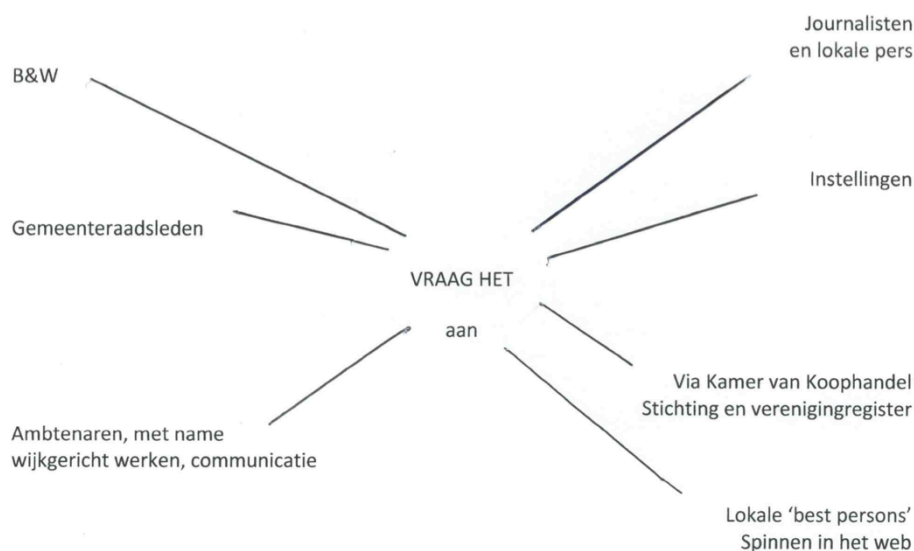 Journalisten
en lokale pers
B&W
Instellingen
Gemeenteraadsleden
VRAAG HET
aan
Via Kamer van Koophandel
Stichting en verenigingregister
Ambtenaren, met name
wijkgericht werken, communicatie
Lokale ‘best persons’
Spinnen in het web